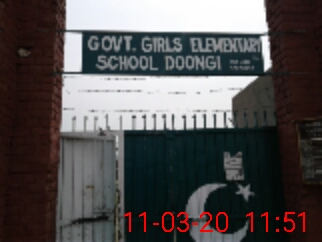 GOVT. GIRLS ELEMENTARY
SCHOOL DOONGI
11-03-20 11:51